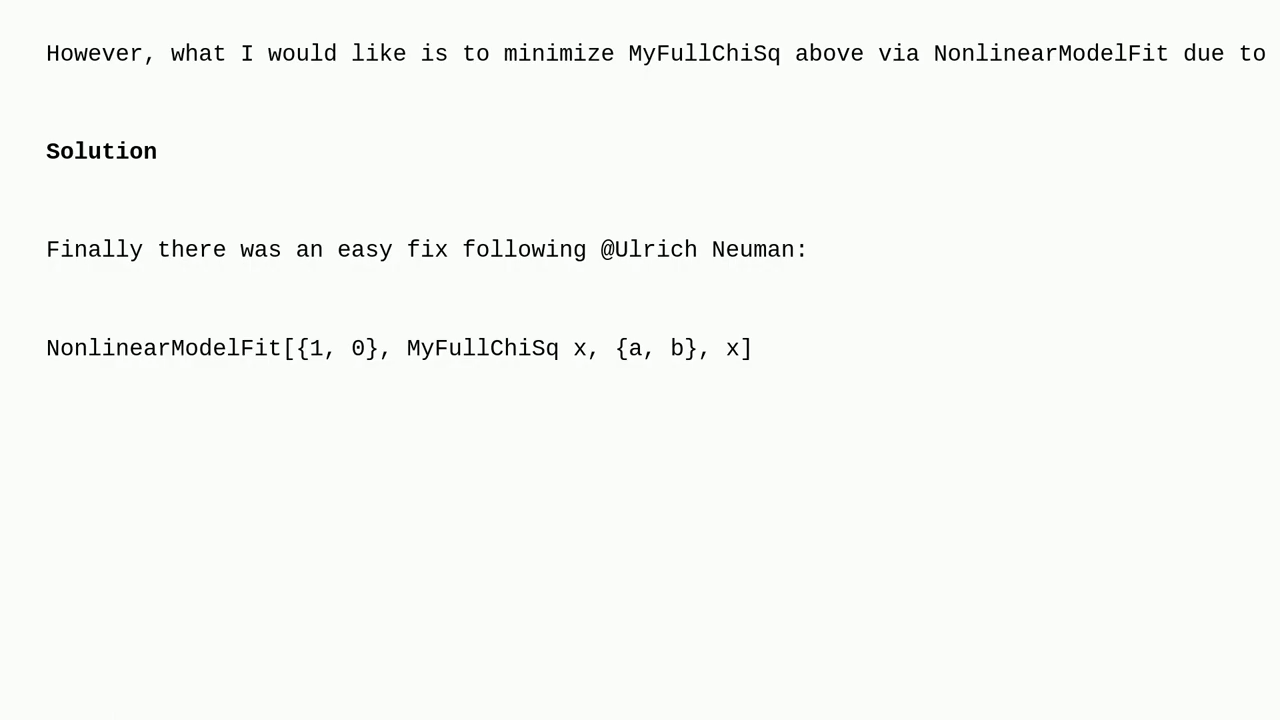 However, what I would like is to minimize MyFullChiSq above via NonlinearModelFit due to
Solution
Finally there was an easy fix following @Ulrich Neuman:
NonlinearModelFit[{1, 0}, MyFullChiSq x, {a, b}, x]